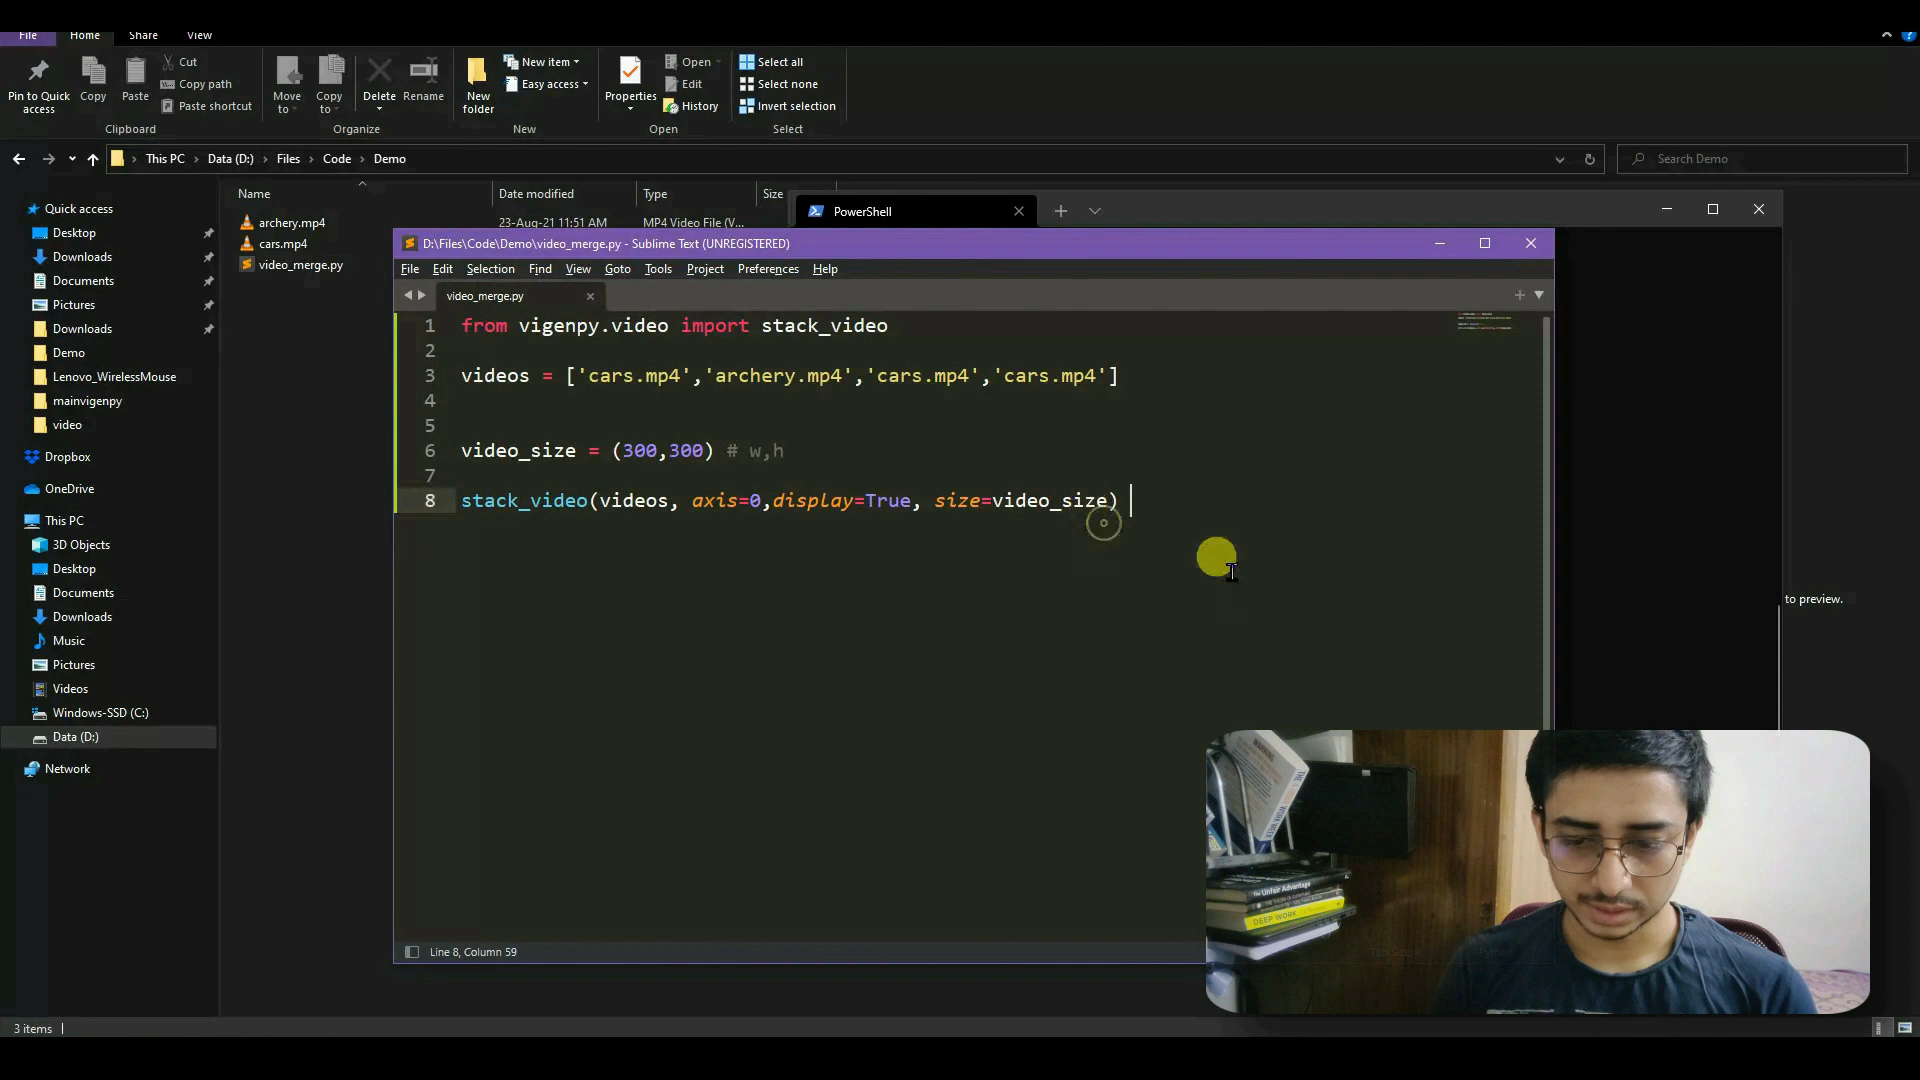 File Home Share View
Pin to Quick access
Copy
Paste
Cut
Copy path
Paste shortcut
Clipboard
Move to
Copy to
Delete
Rename
Organize
New folder
New item
Easy access
New
Properties
Open
Edit
History
Open
Select all
Select none
Invert selection
Select
This PC > Data (D:) > Files > Code > Demo
Search Demo
Name Date modified Type Size
archery.mp4 23-Aug-21 11:51 AM MP4 Video File (V...
cars.mp4
video_merge.py
Quick access
Desktop
Downloads
Documents
Pictures
Downloads
Demo
Lenovo_WirelessMouse
mainvigenpy
video
Dropbox
OneDrive
This PC
3D Objects
Desktop
Documents
Downloads
Music
Pictures
Videos
Windows-SSD (C:)
Data (D:)
Network
3 items
PowerShell
to preview.
D:\Files\Code\Demo\video_merge.py - Sublime Text (UNREGISTERED)
File Edit Selection Find View Goto Tools Project Preferences Help
video_merge.py
1 from vigenpy.video import stack_video
2
3 videos = ['cars.mp4','archery.mp4','cars.mp4','cars.mp4']
4
5
6 video_size = (300,300) # w,h
7
8 stack_video(videos, axis=0,display=True, size=video_size)
Line 8, Column 59
The Unfair Advantage
DEEP WORK